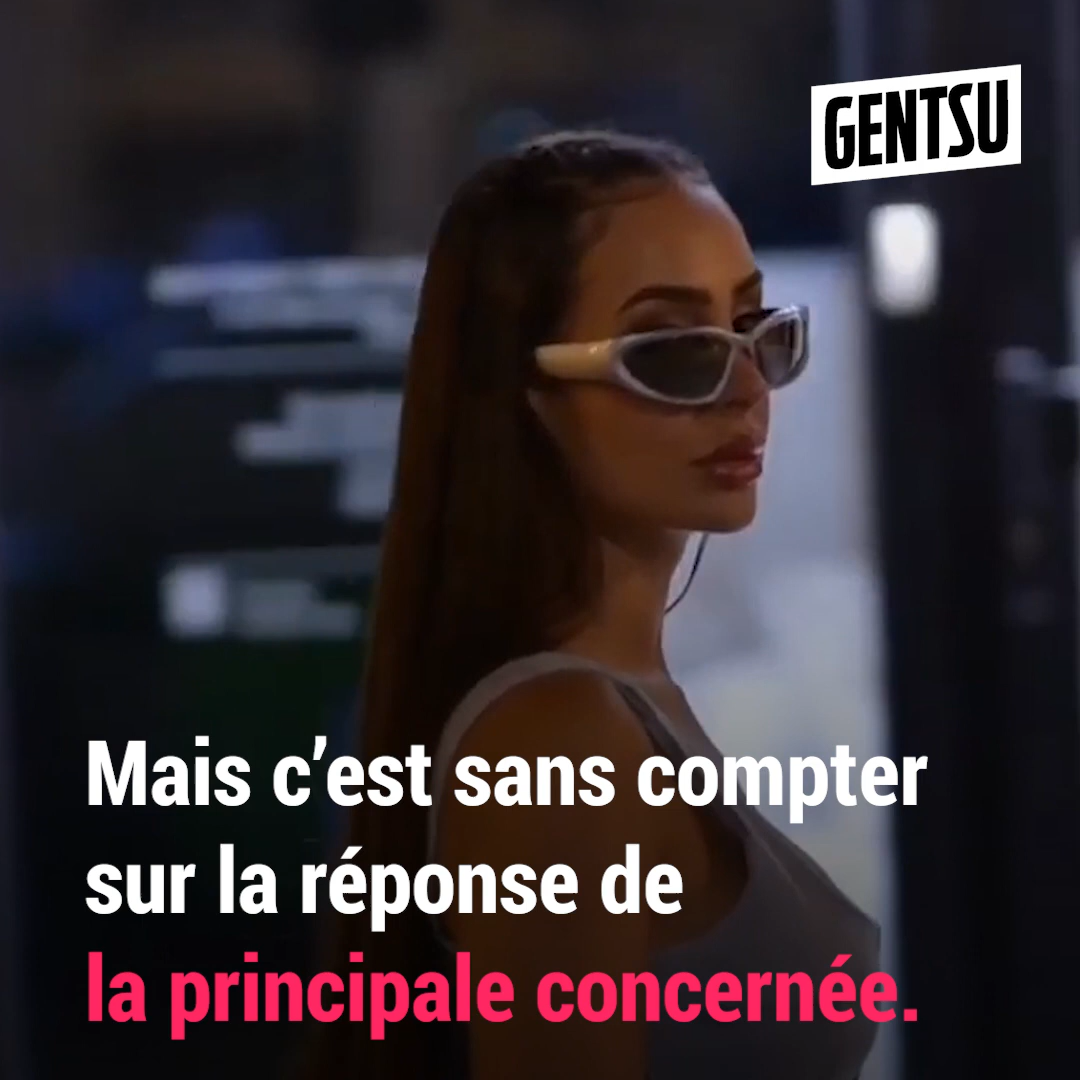 GENTSU
Mais c’est sans compter
sur la réponse de
la principale concernée.